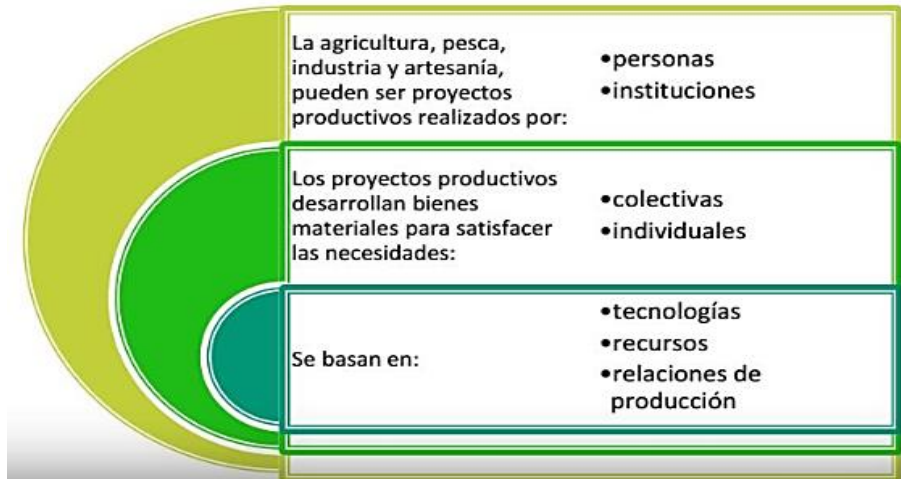 La agricultura, pesca,
industria y artesanía,
pueden ser proyectos
productivos realizados por:
•personas
•instituciones
Los proyectos productivos
desarrollan bienes
materiales para satisfacer
las necesidades:
•colectivas
•individuales
Se basan en:
•tecnologías
•recursos
•relaciones de
producción